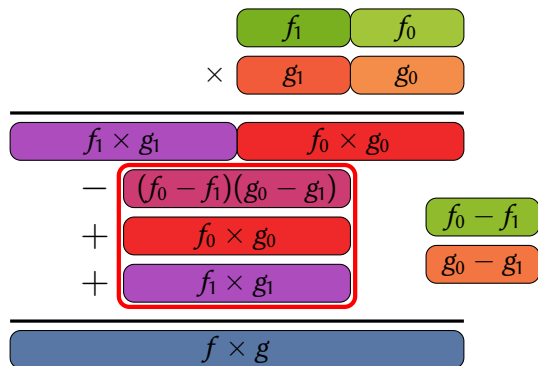 f₁ f₀
× g₁ g₀
f₁ × g₁ f₀ × g₀
− (f₀ − f₁)(g₀ − g₁)
+ f₀ × g₀
+ f₁ × g₁
f₀ − f₁
g₀ − g₁
f × g